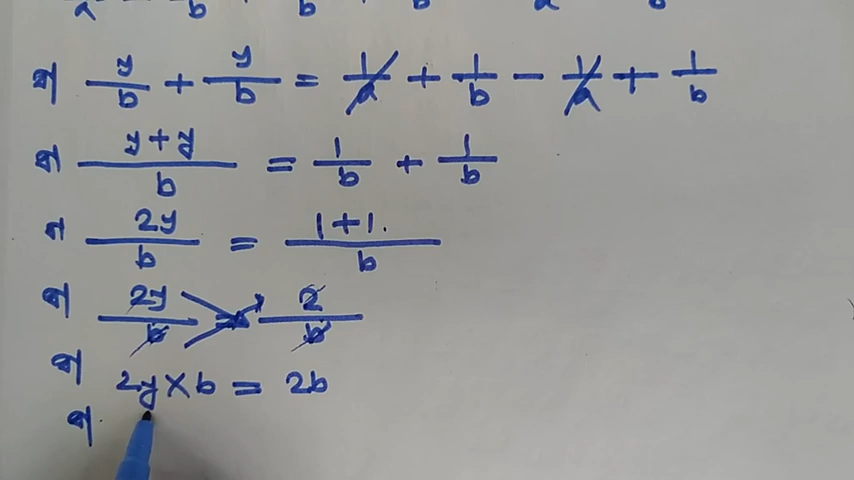 বা y/b + y/b = 1/a + 1/b - 1/a + 1/b
বা (y+y)/b = 1/b + 1/b
বা 2y/b = (1+1.)/b
বা 2y/b = 2/b
বা 2y×b = 2b
বা